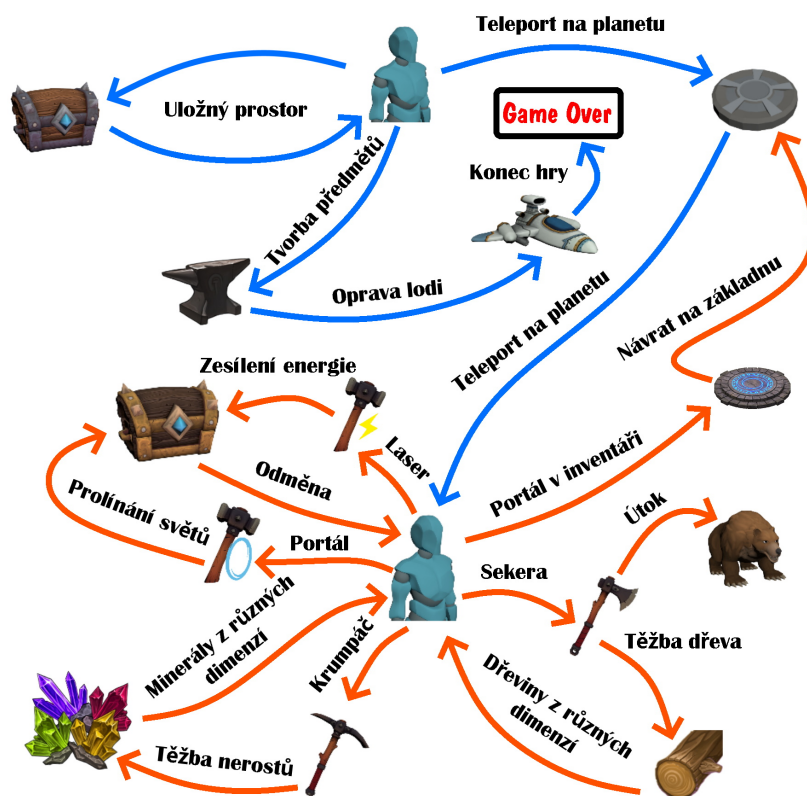 Teleport na planetu
Uložný prostor
Game Over
Tvorba předmětů
Konec hry
Oprava lodi
Teleport na planetu
Návrat na základnu
Zesílení energie
Laser
Odměna
Portál v inventáři
Prolínání světů
Portál
Útok
Sekera
Minerály z různých
dimenzí
Krumpáč
Těžba dřeva
Dřeviny z různých
dimenzí
Těžba nerostů